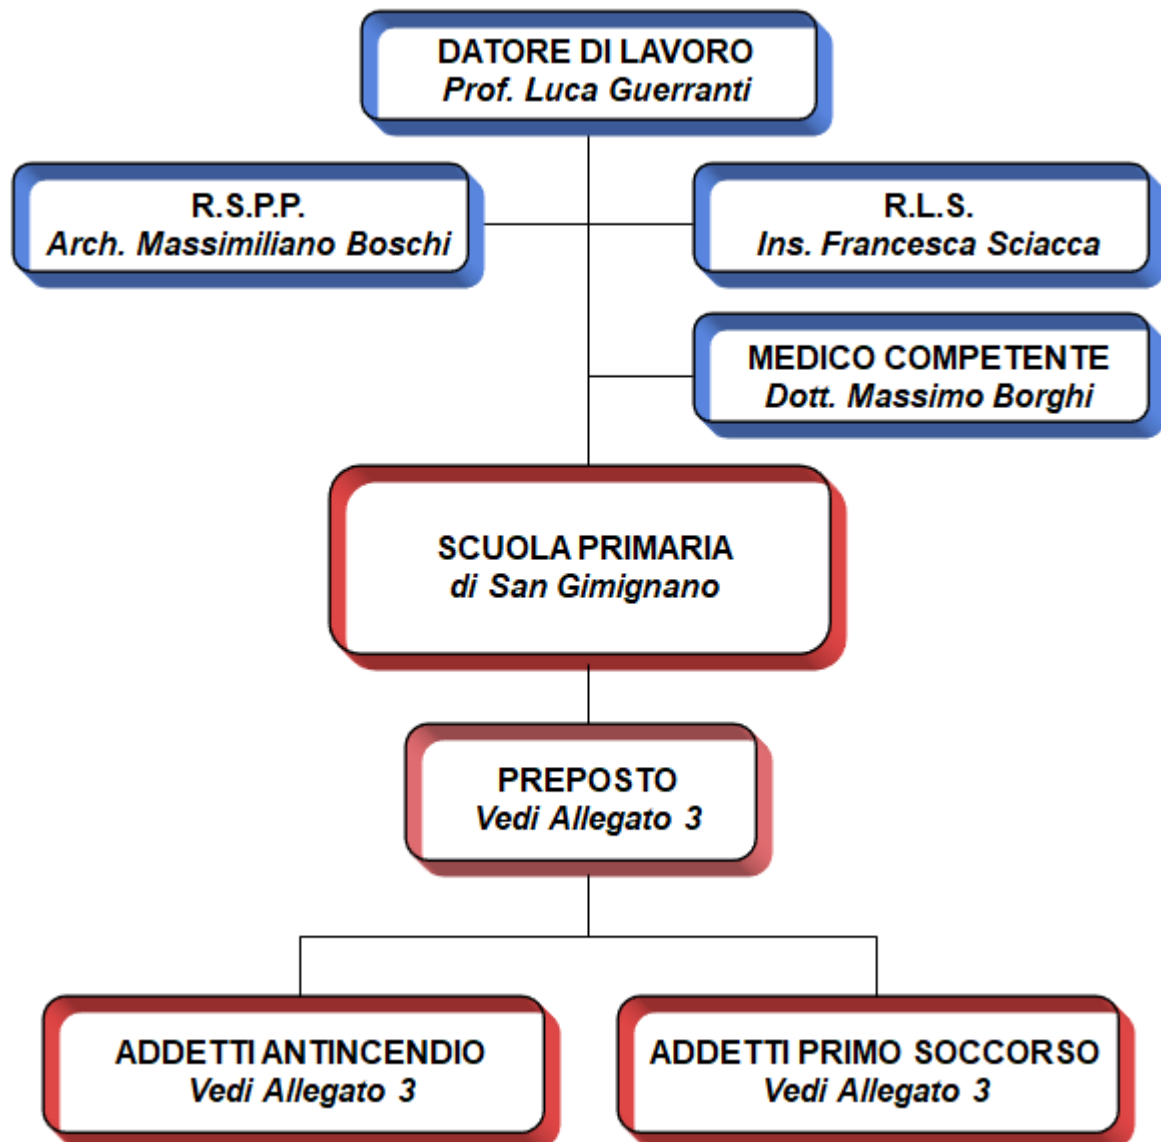 DATORE DI LAVORO
Prof. Luca Guerranti
R.S.P.P.
Arch. Massimiliano Boschi
R.L.S.
Ins. Francesca Sciacca
MEDICO COMPETENTE
Dott. Massimo Borghi
SCUOLA PRIMARIA
di San Gimignano
PREPOSTO
Vedi Allegato 3
ADDETTI ANTINCENDIO
Vedi Allegato 3
ADDETTI PRIMO SOCCORSO
Vedi Allegato 3